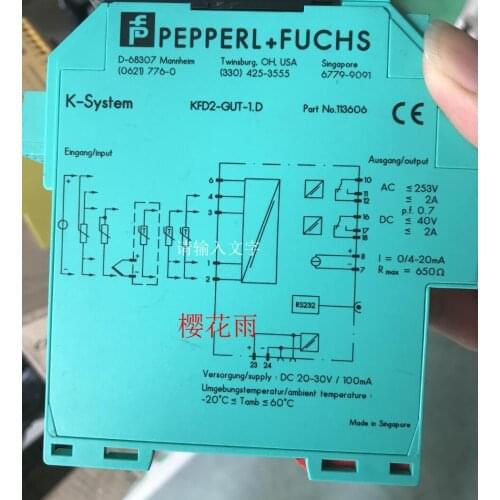 PEPPERL+FUCHS
D-68307 Mannheim Twinsburg, OH, USA Singapore
(0621) 776-0 (330) 425-3555 6779-9091
K-System KFD2-GUT-1.D Part No.113606 CE
Eingang/input Ausgang/output
6
4
3
1
2
10
11
12
16
17
18
8
7
AC ≤ 253V
≤ 2A
p.f. 0.7
DC ≤ 40V
≤ 2A
I = 0/4-20mA
R max = 650Ω
请输入文字
RS232
樱花雨
23 24
Versorgung/supply : DC 20-30V / 100mA
Umgebungstemperatur/ambient temperature :
-20°C ≤ Tamb ≤ 60°C
Made in Singapore